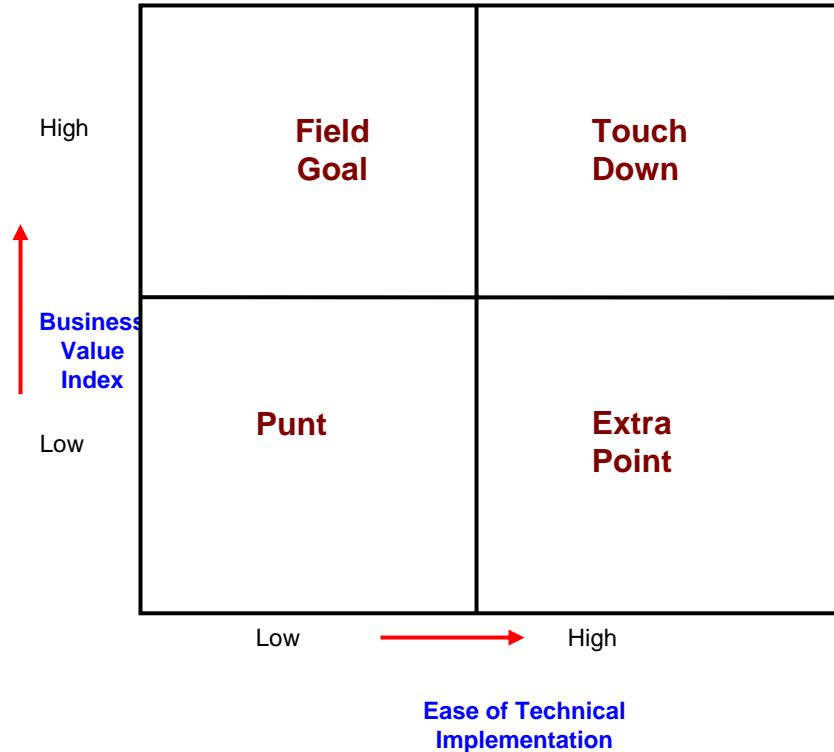 High
Field
Goal
Touch
Down
Business
Value
Index
Low
Punt
Extra
Point
Low
High
Ease of Technical
Implementation